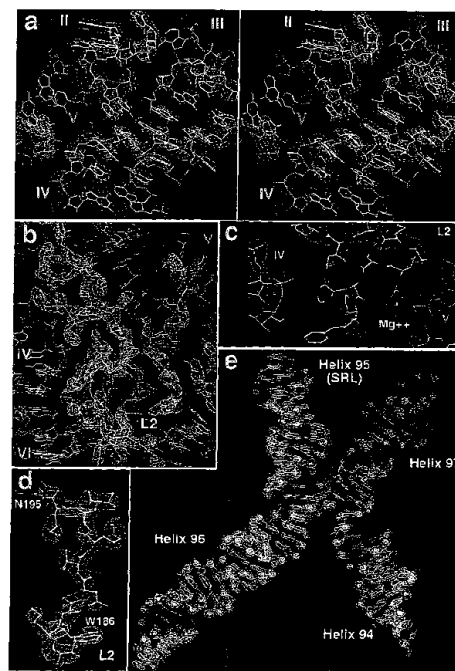 a
II
III
II
III
IV
IV
b
V
IV
L2
VI
c
L2
IV
V
Mg++
d
N195
W186
L2
e
Helix 95
(SRL)
Helix 97
Helix 96
Helix 94